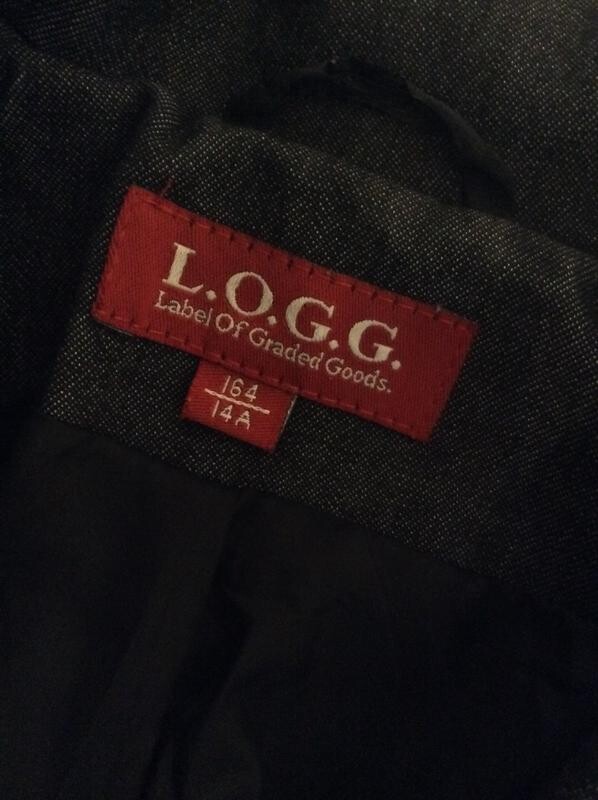 L.O.G.G.
Label Of Graded Goods.
164
14A